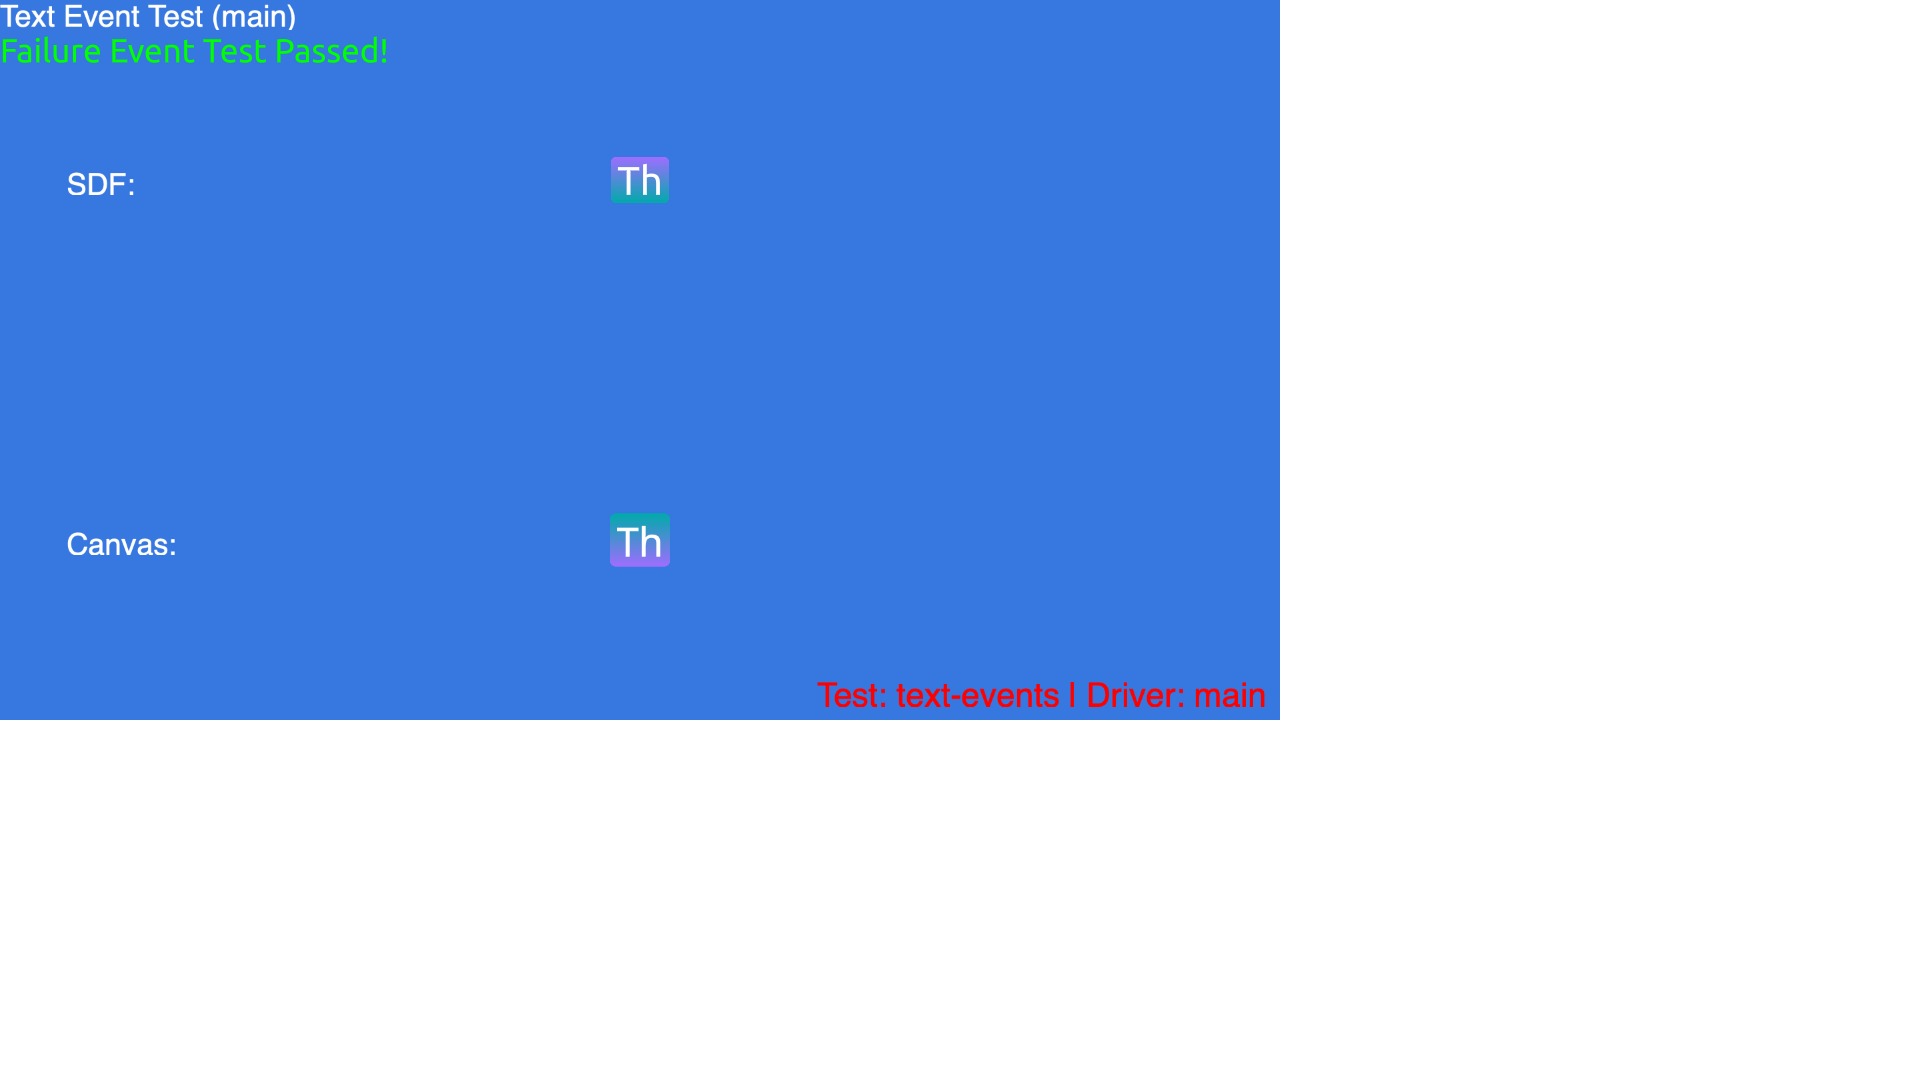 Text Event Test (main)
Failure Event Test Passed!
SDF:
Th
Canvas:
Th
Test: text-events | Driver: main